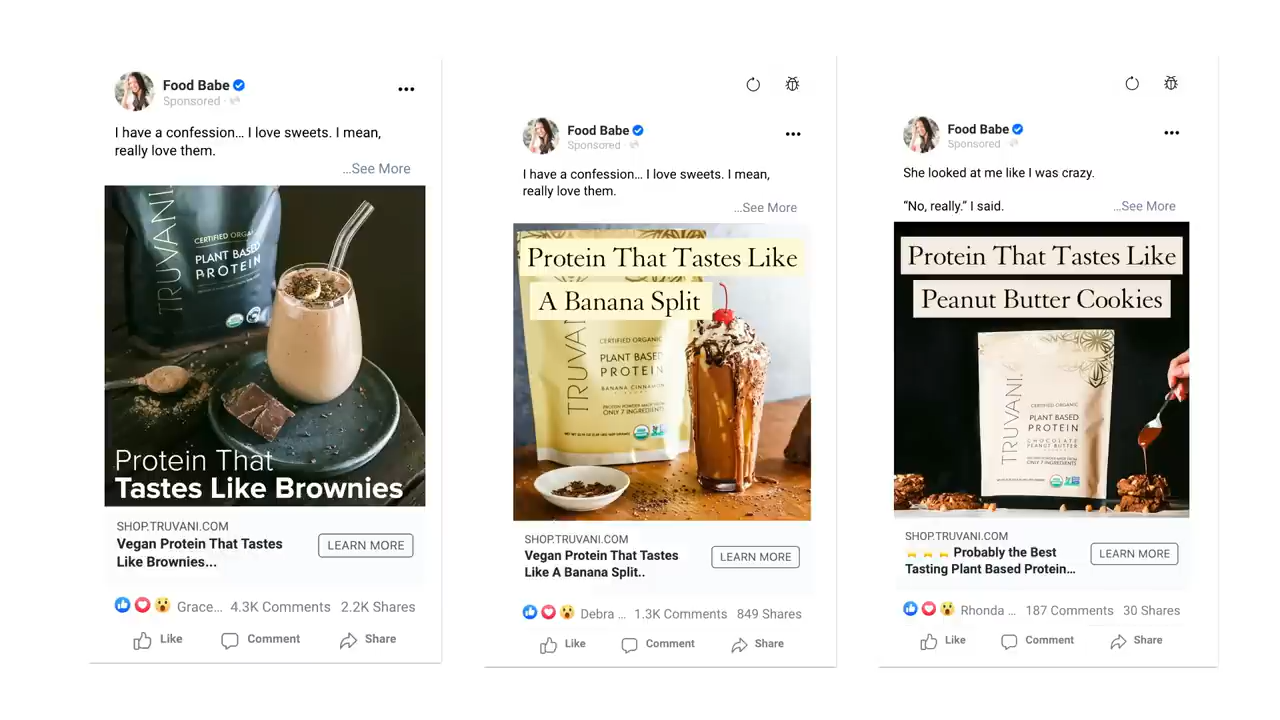 Food Babe
Sponsored ·
I have a confession... I love sweets. I mean,
really love them.
...See More
TRUVANI
CERTIFIED ORGANIC
PLANT BASED
PROTEIN
Protein That
Tastes Like Brownies
SHOP.TRUVANI.COM
Vegan Protein That Tastes
Like Brownies...
LEARN MORE
Grace... 4.3K Comments 2.2K Shares
Like Comment Share
Food Babe
Sponsored ·
I have a confession... I love sweets. I mean,
really love them.
...See More
Protein That Tastes Like
A Banana Split
TRUVANI
CERTIFIED ORGANIC
PLANT BASED
PROTEIN
BANANA CINNAMON
PROTEIN POWDER MADE FROM
ONLY 7 INGREDIENTS
SHOP.TRUVANI.COM
Vegan Protein That Tastes
Like A Banana Split..
LEARN MORE
Debra ... 1.3K Comments 849 Shares
Like Comment Share
Food Babe
Sponsored
She looked at me like I was crazy.
“No, really.” I said.
...See More
Protein That Tastes Like
Peanut Butter Cookies
TRUVANI
CERTIFIED ORGANIC
PLANT BASED
PROTEIN
CHOCOLATE
PEANUT BUTTER
ONLY 7 INGREDIENTS
SHOP.TRUVANI.COM
Probably the Best
Tasting Plant Based Protein...
LEARN MORE
Rhonda ... 187 Comments 30 Shares
Like Comment Share